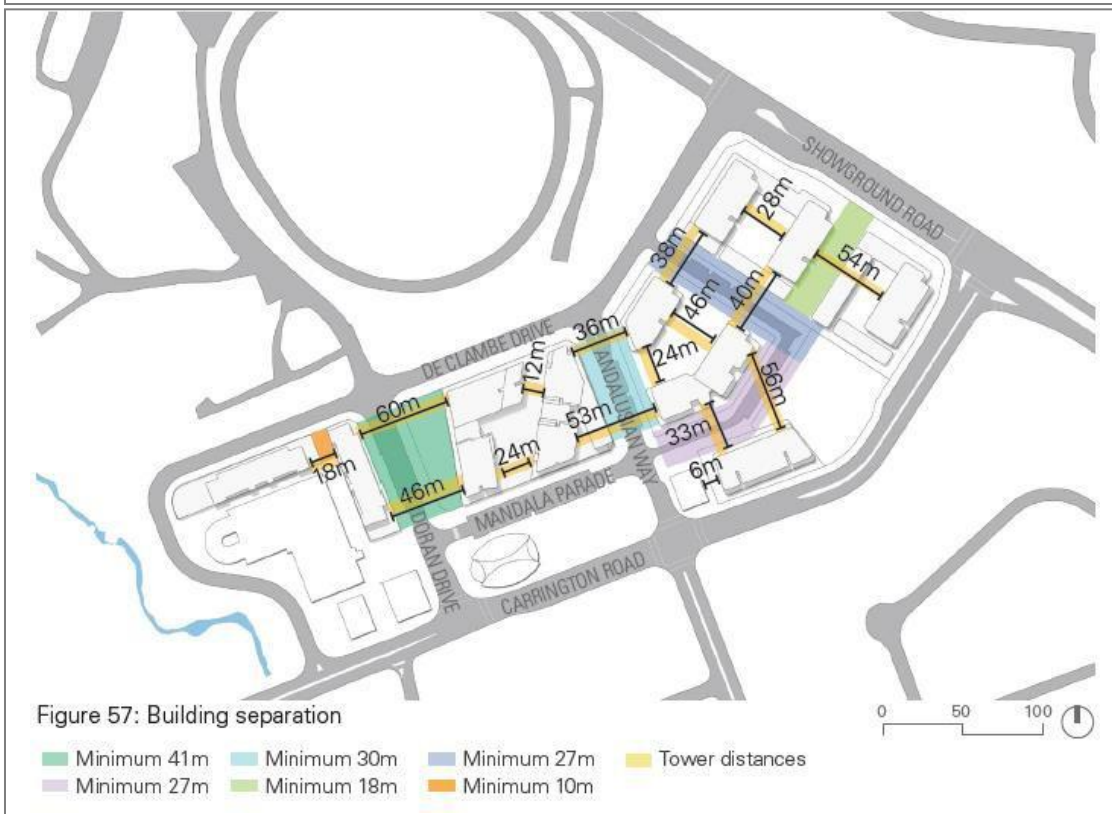 SHOWGROUND ROAD
28m
54m
38m
40m
46m
36m
24m
DE CLAMBE DRIVE
12m
ANDALUSIAN WAY
56m
60m
53m
33m
24m
18m
6m
46m
MANDALA PARADE
DORAN DRIVE
CARRINGTON ROAD
Figure 57: Building separation
0 50 100
Minimum 41m Minimum 30m Minimum 27m Tower distances
Minimum 27m Minimum 18m Minimum 10m